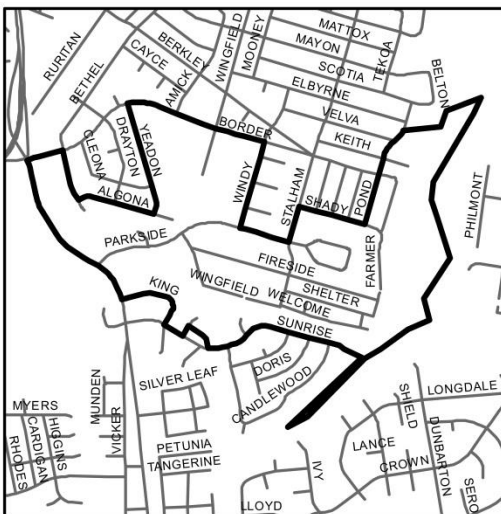 MATTOX
MAYON
SCOTIA
TEKOA
ELBYRNE
VELVA
KEITH
BELTON
RURITAN
BETHEL
BERKLEY
CAYCE
AMICK
WINGFIELD
MOONEY
BORDER
CLEONA
DRAYTON
YEADON
ALGONA
WINDY
STALHAM
SHADY
POND
FARMER
PHILMONT
PARKSIDE
FIRESIDE
WINGFIELD
SHELTER
WELCOME
KING
SUNRISE
SILVER LEAF
DORIS
CANDLEWOOD
MYERS
MUNDEN
VICKER
HIGGINS
CARDIGAN
RHODES
PETUNIA
TANGERINE
LLOYD
IVY
LANCE
CROWN
SHIELD
DUNBARTON
LONGDALE
SERO